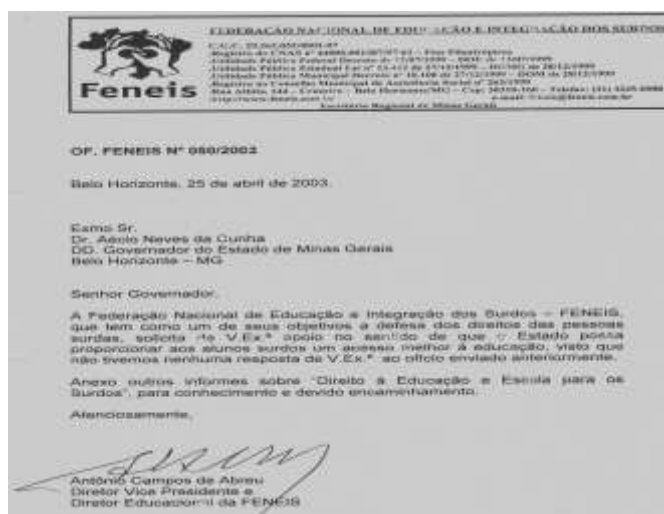 FEDERAÇÃO NACIONAL DE EDUCAÇÃO E INTEGRAÇÃO DOS SURDOS
Feneis
Escritório Regional de Minas Gerais
OF. FENEIS Nº 050/2003
Belo Horizonte, 25 de abril de 2003.
Exmo Sr.
Dr. Aécio Neves da Cunha
DD. Governador do Estado de Minas Gerais
Belo Horizonte – MG
Senhor Governador,
A Federação Nacional de Educação e Integração dos Surdos – FENEIS,
que tem como um de seus objetivos a defesa dos direitos das pessoas
surdas, solicita de V.Ex.ª apoio no sentido de que o Estado possa
proporcionar aos alunos surdos um acesso melhor à educação, visto que
não tivemos nenhuma resposta de V.Ex.ª ao ofício enviado anteriormente.
Anexo outros informes sobre "Direito à Educação e Escola para os
Surdos", para conhecimento e devido encaminhamento.
Atenciosamente,
Antônio Campos de Abreu
Diretor Vice Presidente e
Diretor Educacional da FENEIS